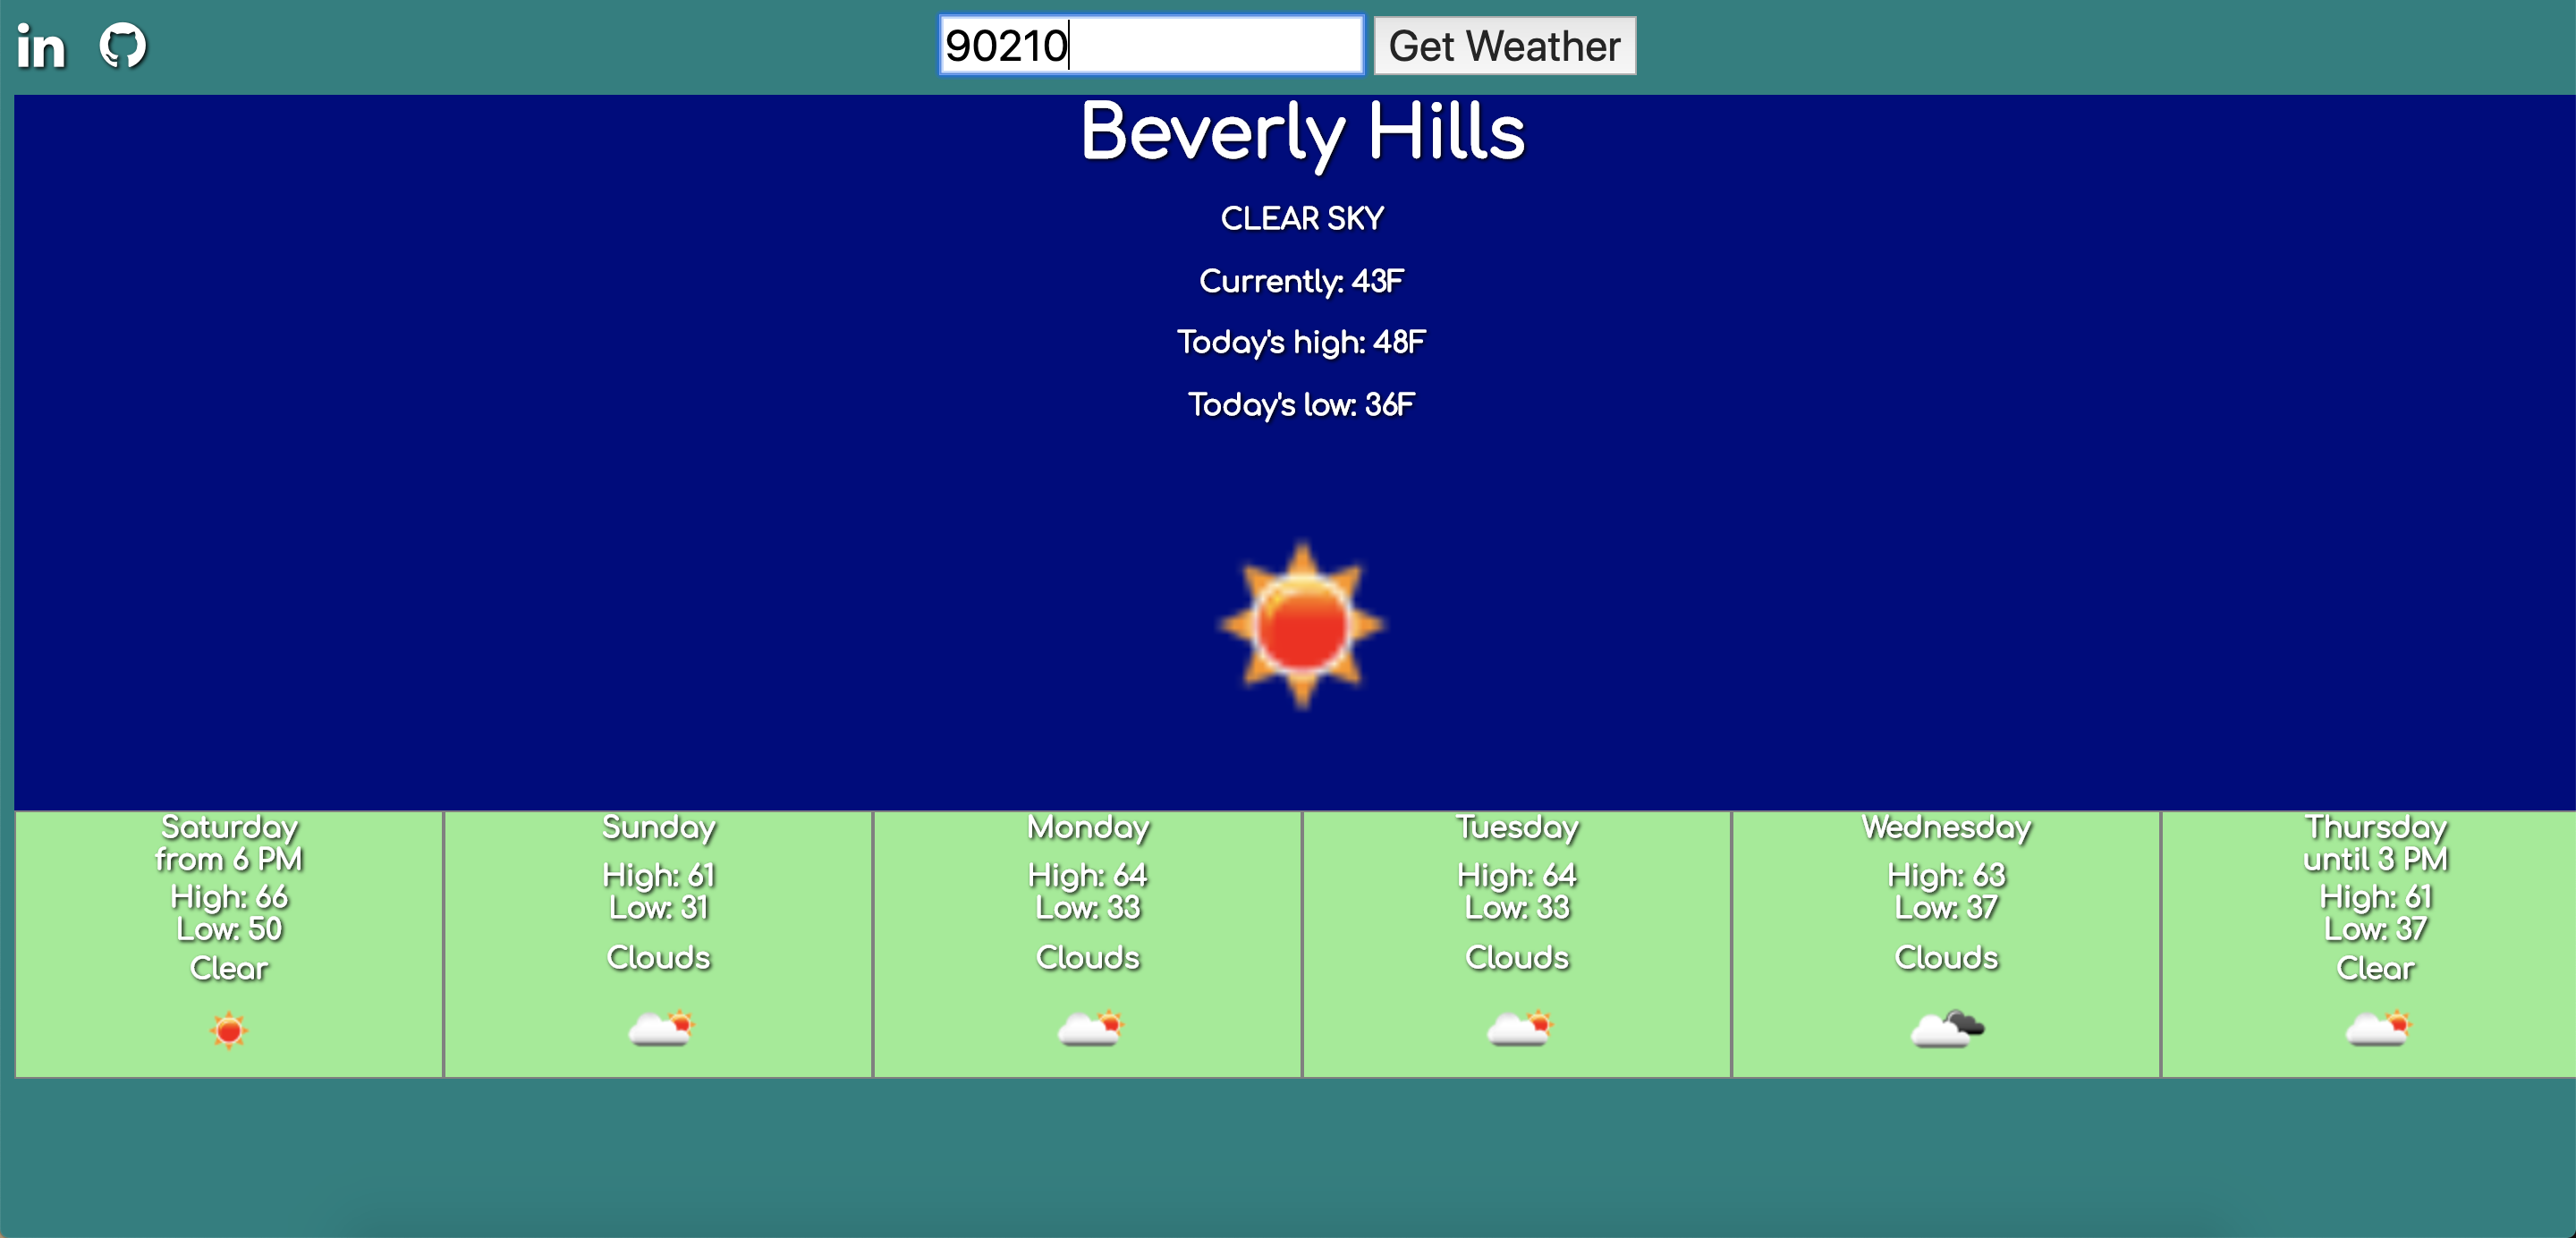 in
90210
Get Weather
Beverly Hills
CLEAR SKY
Currently: 43F
Today's high: 48F
Today's low: 36F
Saturday
from 6 PM
High: 66
Low: 50
Clear
Sunday
High: 61
Low: 31
Clouds
Monday
High: 64
Low: 33
Clouds
Tuesday
High: 64
Low: 33
Clouds
Wednesday
High: 63
Low: 37
Clouds
Thursday
until 3 PM
High: 61
Low: 37
Clear